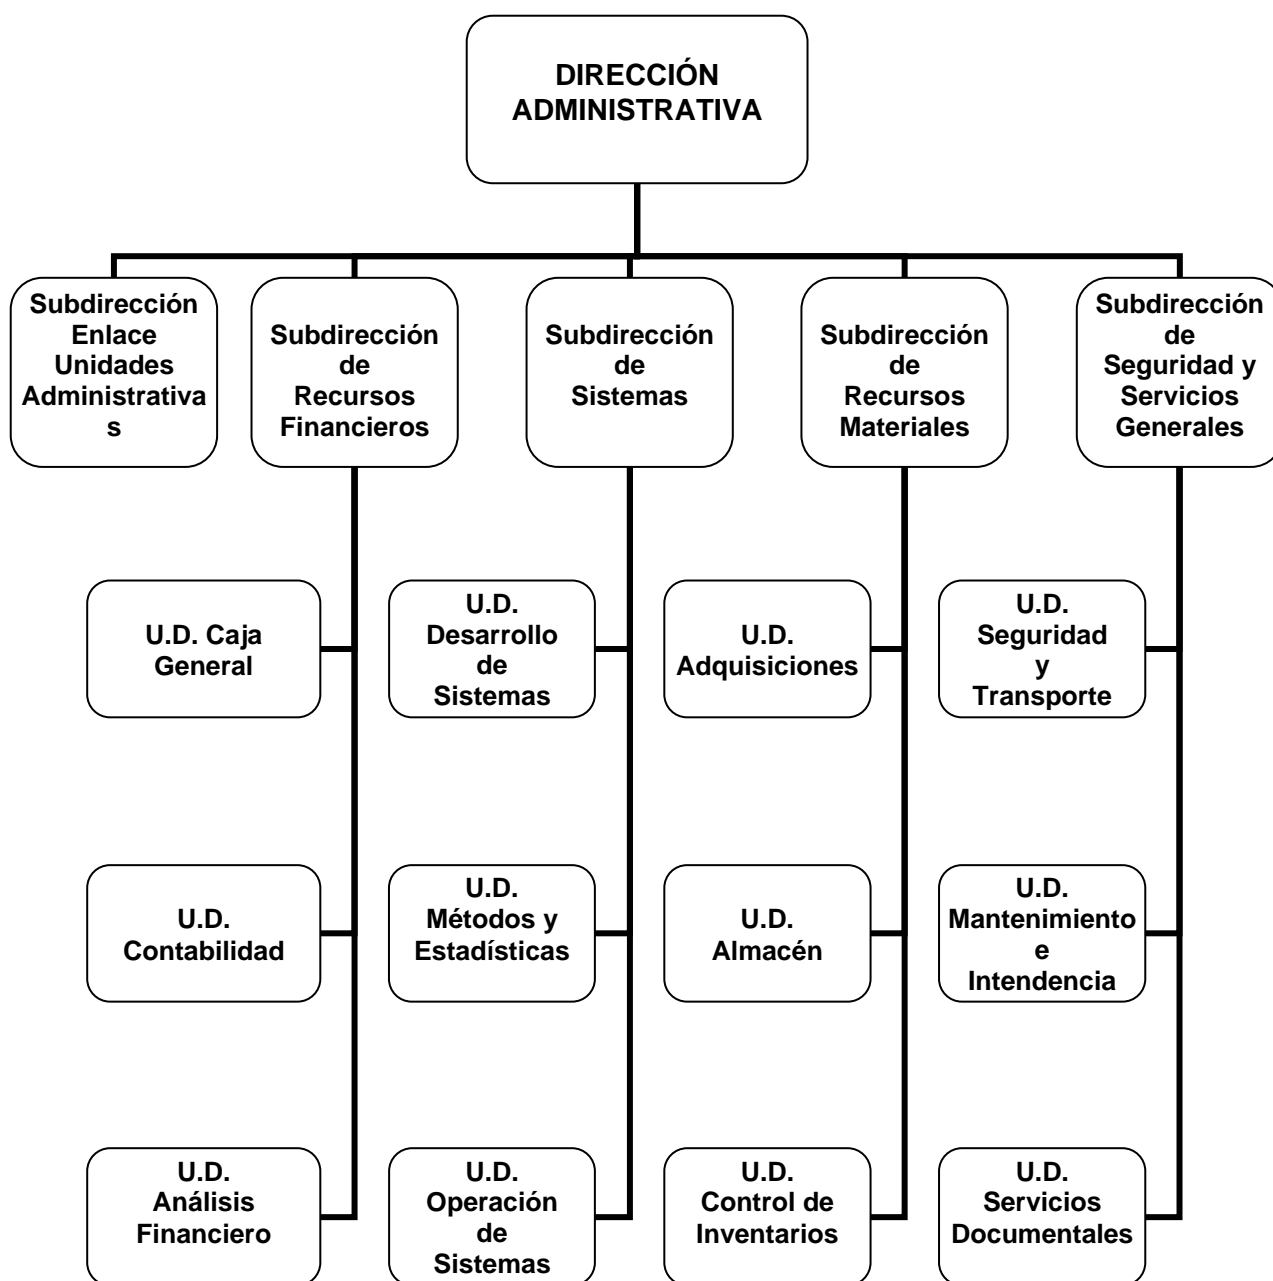 DIRECCIÓN
ADMINISTRATIVA
Subdirección
Enlace
Unidades
Administrativa
s
Subdirección
de
Recursos
Financieros
Subdirección
de
Sistemas
Subdirección
de
Recursos
Materiales
Subdirección
de
Seguridad y
Servicios
Generales
U.D. Caja
General
U.D.
Desarrollo
de
Sistemas
U.D.
Adquisiciones
U.D.
Seguridad
y
Transporte
U.D.
Contabilidad
U.D.
Métodos y
Estadísticas
U.D.
Almacén
U.D.
Mantenimiento
e
Intendencia
U.D.
Análisis
Financiero
U.D.
Operación
de
Sistemas
U.D.
Control de
Inventarios
U.D.
Servicios
Documentales